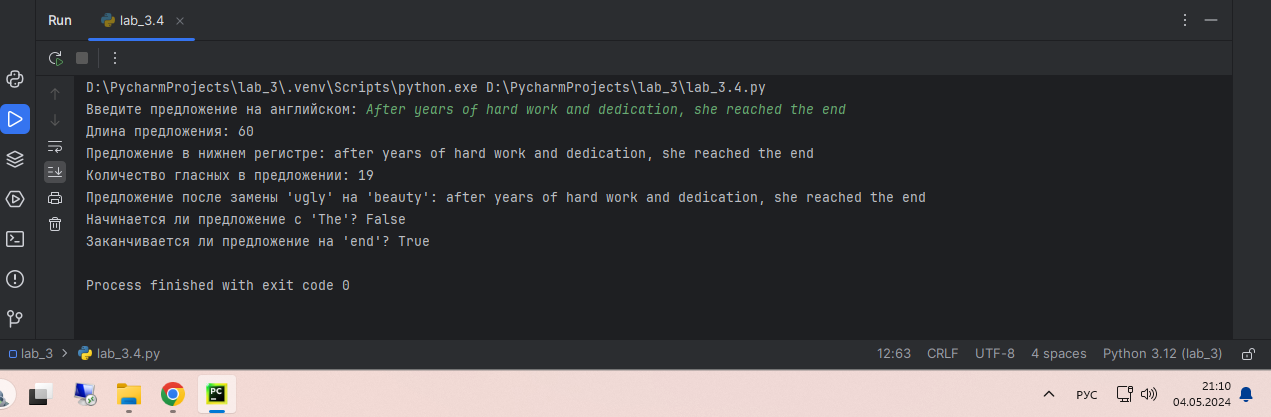 Run
lab_3.4
D:\PycharmProjects\lab_3\.venv\Scripts\python.exe D:\PycharmProjects\lab_3\lab_3.4.py
Введите предложение на английском: After years of hard work and dedication, she reached the end
Длина предложения: 60
Предложение в нижнем регистре: after years of hard work and dedication, she reached the end
Количество гласных в предложении: 19
Предложение после замены 'ugly' на 'beauty': after years of hard work and dedication, she reached the end
Начинается ли предложение с 'The'? False
Заканчивается ли предложение на 'end'? True
Process finished with exit code 0
lab_3 > lab_3.4.py
12:63 CRLF UTF-8 4 spaces Python 3.12 (lab_3)
PC
РУС
21:10
04.05.2024